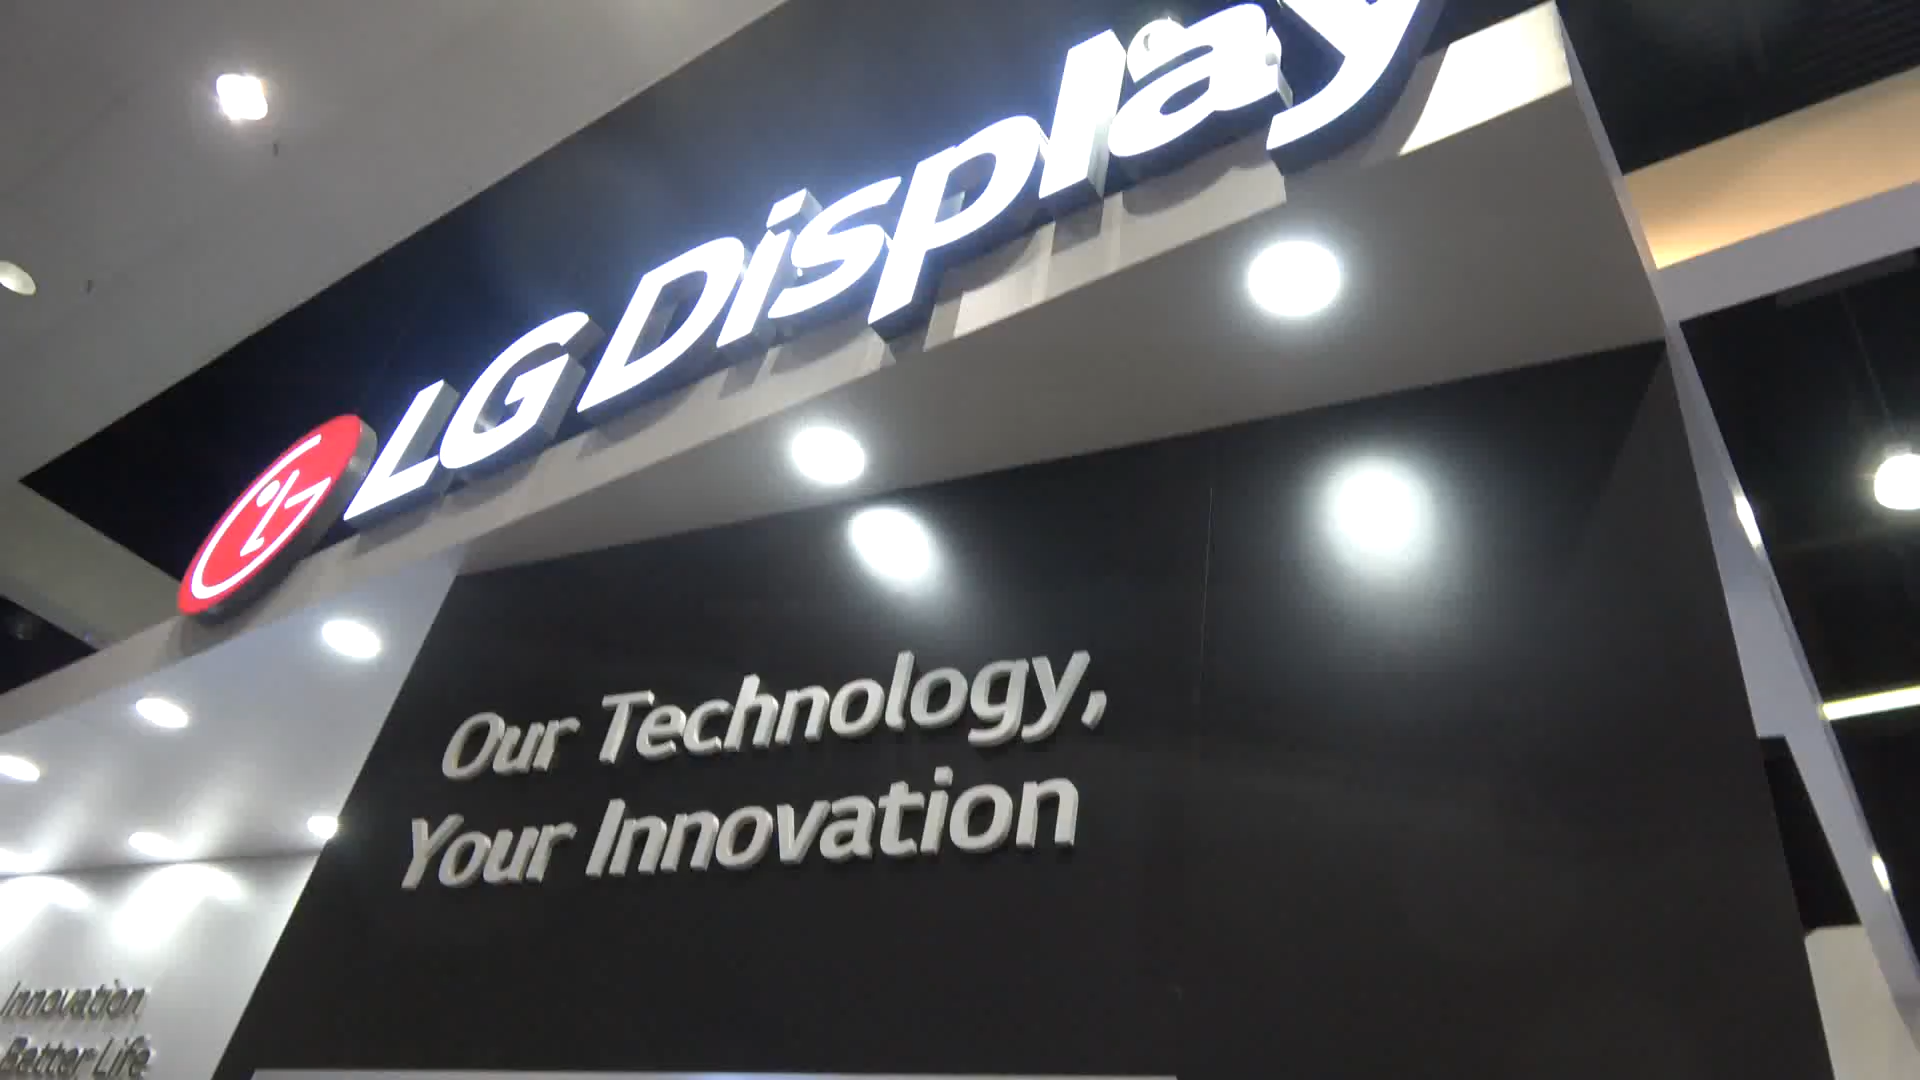 LG Display
Our Technology,
Your Innovation
Innovation
Better Life